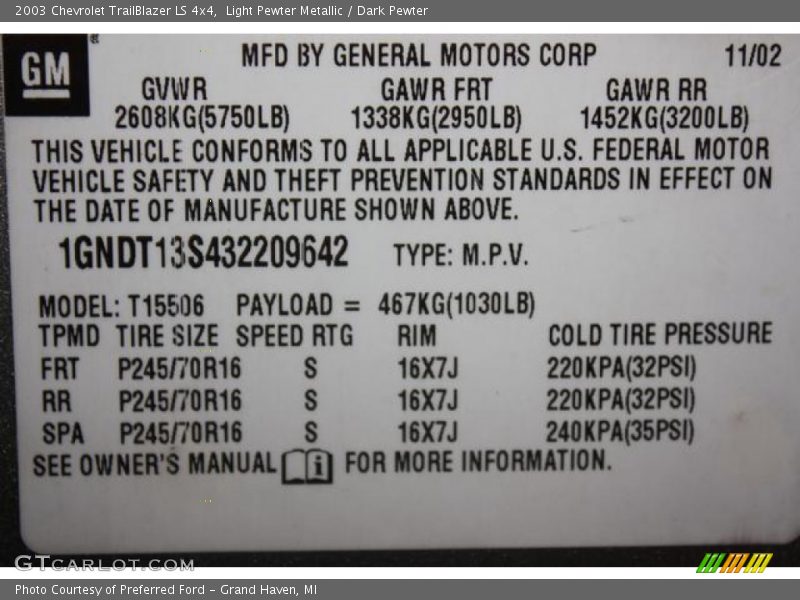 2003 Chevrolet TrailBlazer LS 4x4,  Light Pewter Metallic / Dark Pewter
GM ®
MFD BY GENERAL MOTORS CORP 11/02
GVWR GAWR FRT GAWR RR
2608KG(5750LB) 1338KG(2950LB) 1452KG(3200LB)
THIS VEHICLE CONFORMS TO ALL APPLICABLE U.S. FEDERAL MOTOR
VEHICLE SAFETY AND THEFT PREVENTION STANDARDS IN EFFECT ON
THE DATE OF MANUFACTURE SHOWN ABOVE.
1GNDT13S432209642 TYPE: M.P.V.
MODEL: T15506 PAYLOAD = 467KG(1030LB)
TPMD TIRE SIZE SPEED RTG RIM COLD TIRE PRESSURE
FRT P245/70R16 S 16X7J 220KPA(32PSI)
RR P245/70R16 S 16X7J 220KPA(32PSI)
SPA P245/70R16 S 16X7J 240KPA(35PSI)
SEE OWNER'S MANUAL i FOR MORE INFORMATION.
GTCARLOT.COM
Photo Courtesy of Preferred Ford – Grand Haven, MI